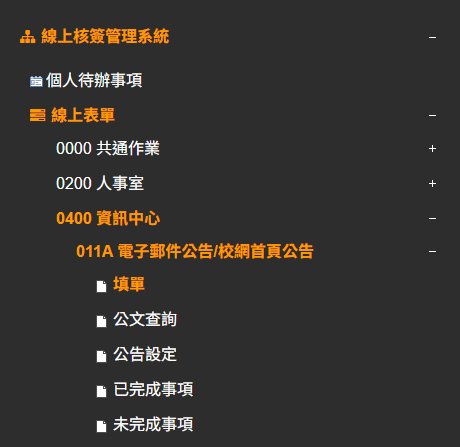 線上核簽管理系統
個人待辦事項
線上表單
0000 共通作業
0200 人事室
0400 資訊中心
011A 電子郵件公告/校網首頁公告
填單
公文查詢
公告設定
已完成事項
未完成事項